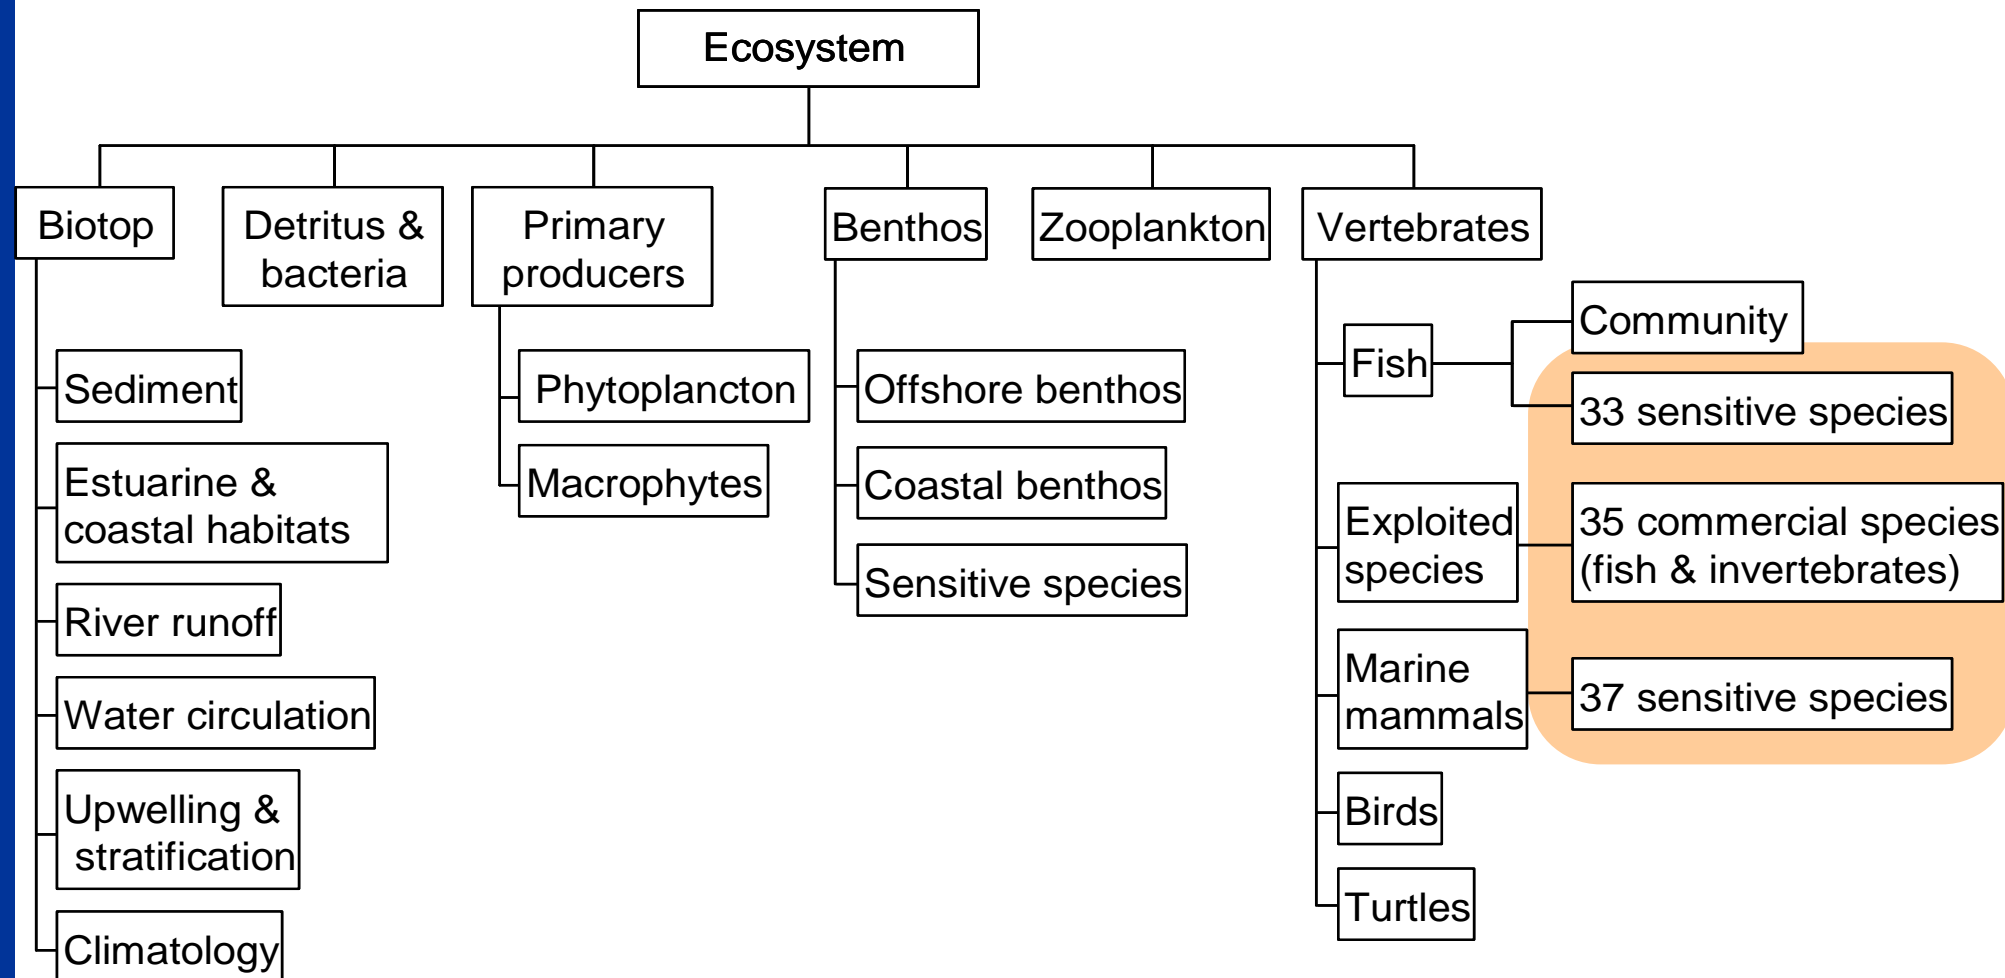 Ecosystem
Biotop
Detritus &
bacteria
Primary
producers
Benthos
Zooplankton
Vertebrates
Sediment
Estuarine &
coastal habitats
River runoff
Water circulation
Upwelling &
stratification
Climatology
Phytoplancton
Macrophytes
Offshore benthos
Coastal benthos
Sensitive species
Fish
Community
33 sensitive species
Exploited
species
35 commercial species
(fish & invertebrates)
Marine
mammals
37 sensitive species
Birds
Turtles